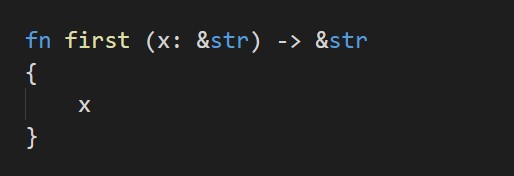 fn first (x: &str) -> &str
{
    x
}